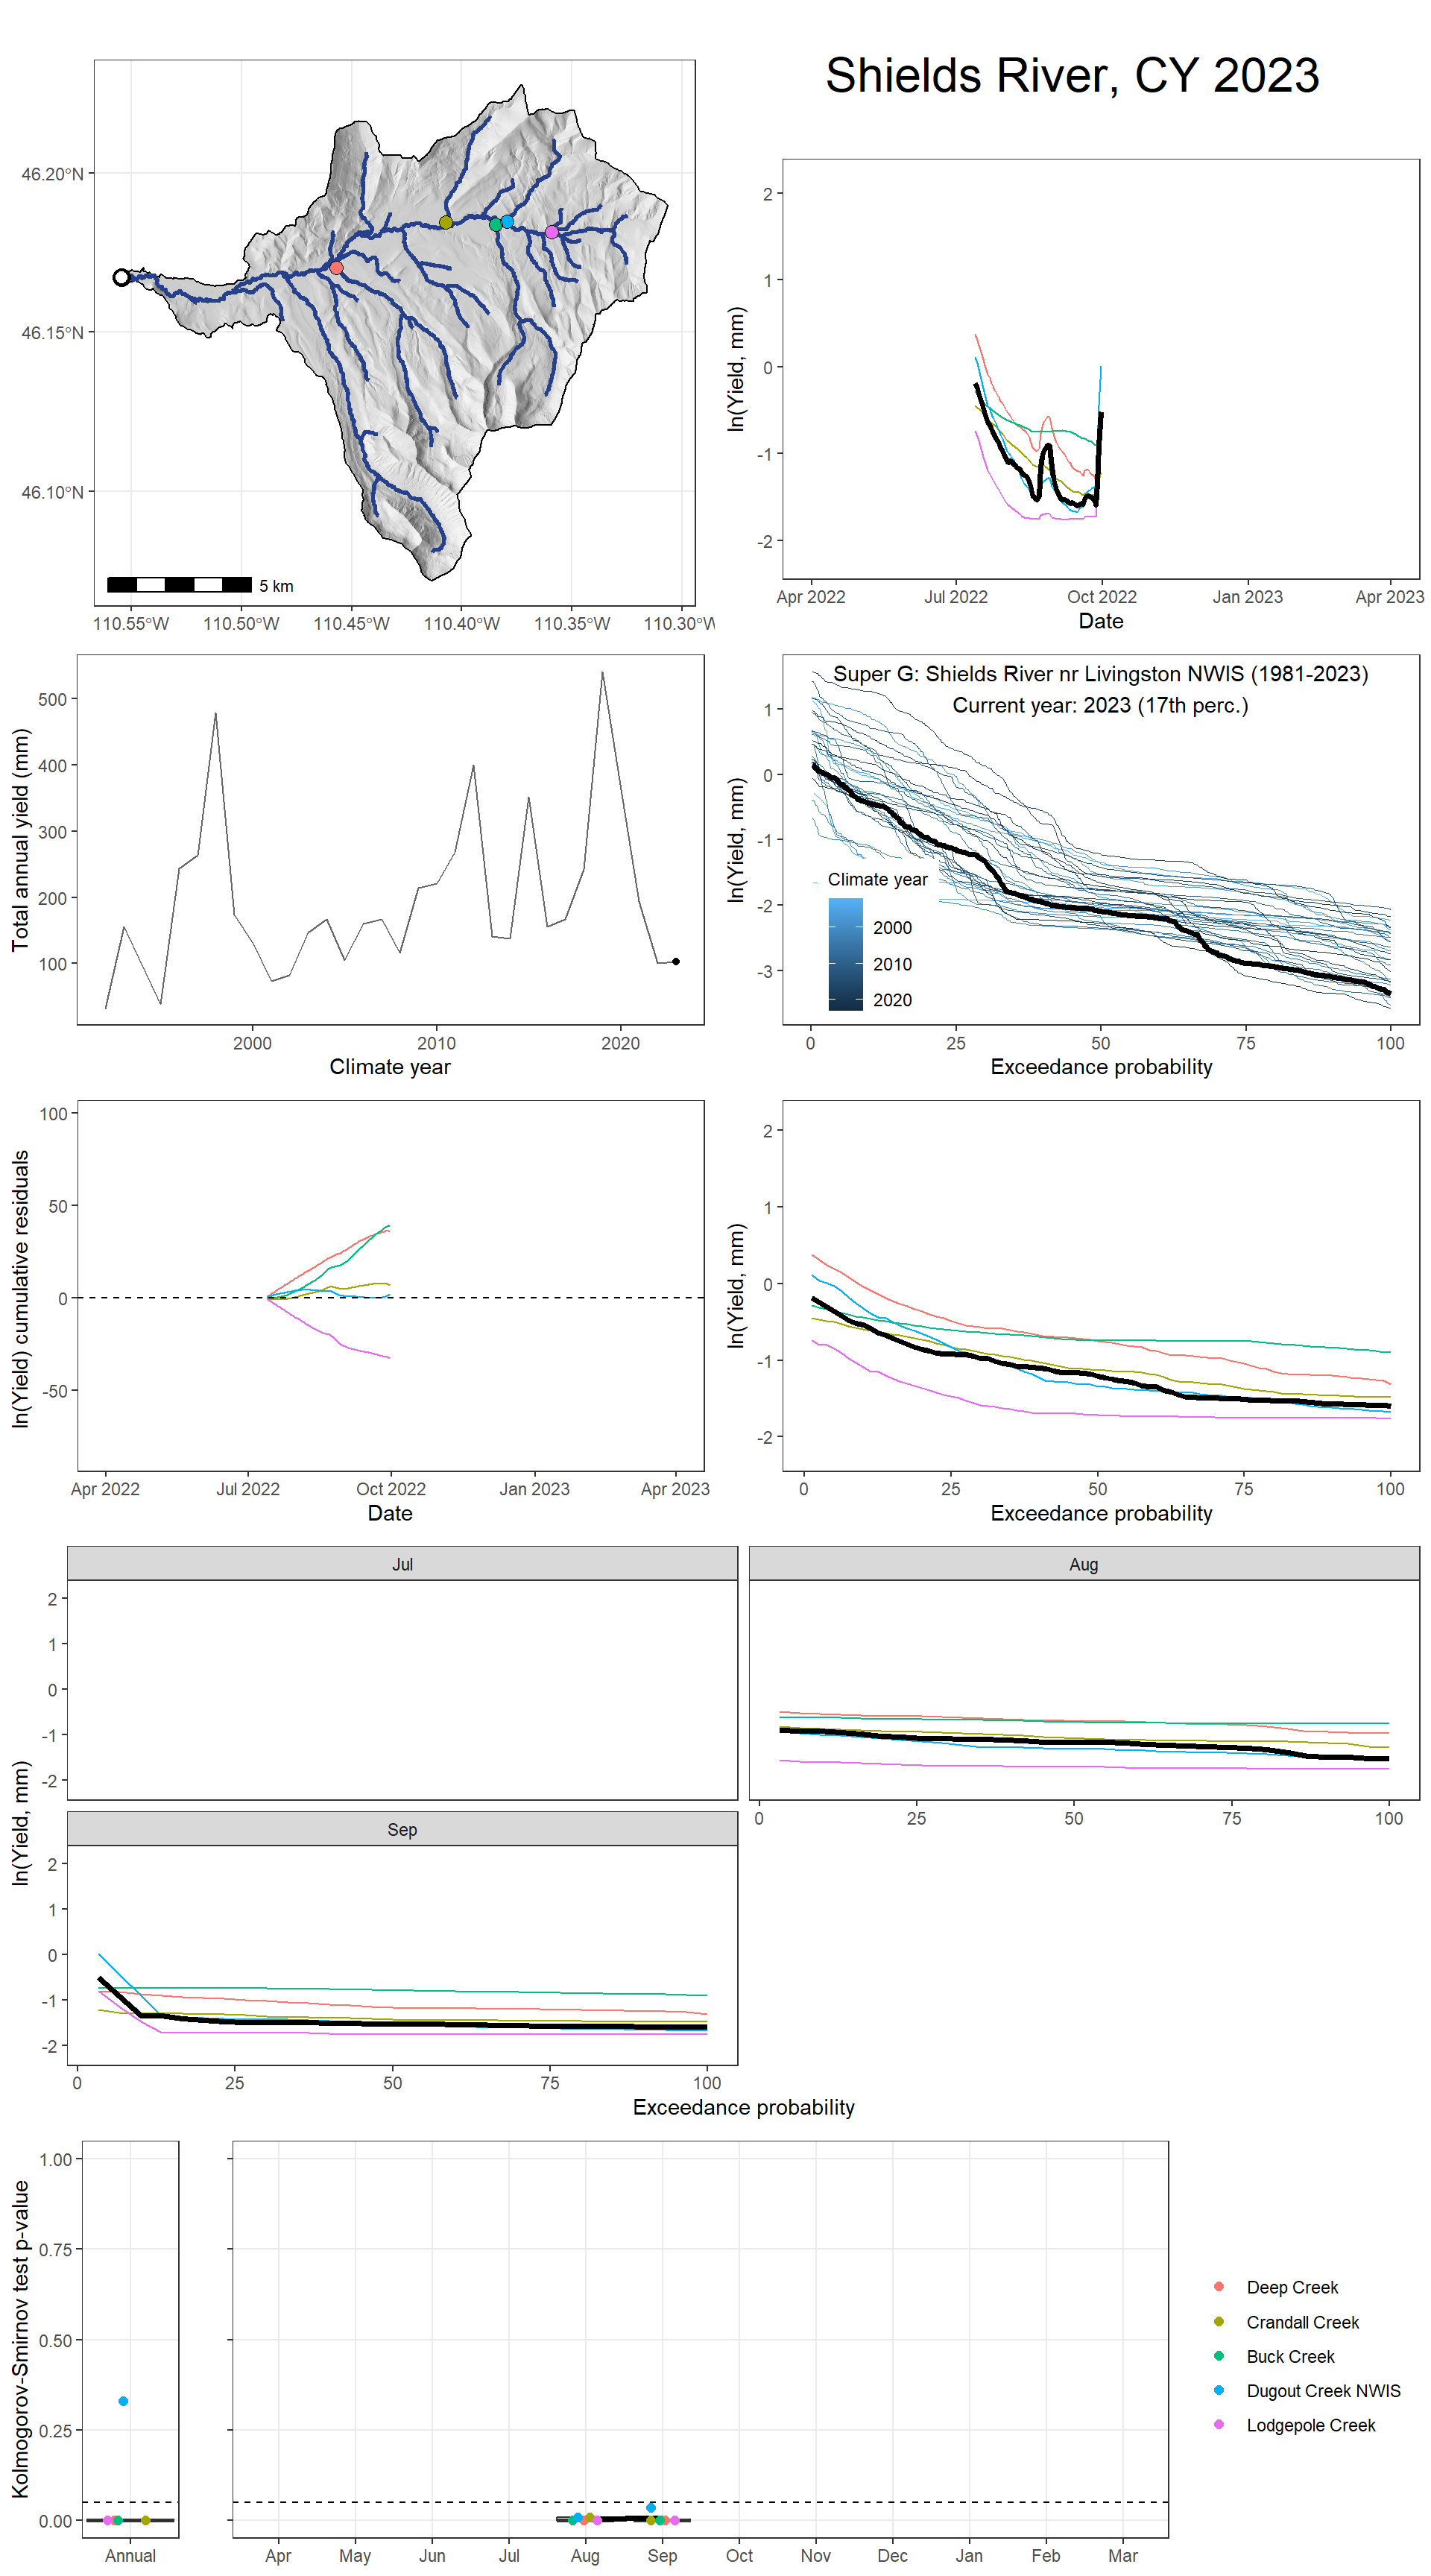 Shields River, CY 2023
46.20°N
46.15°N
46.10°N
5 km
110.55°W 110.50°W 110.45°W 110.40°W 110.35°W 110.30°W
ln(Yield, mm)
2
1
0
-1
-2
Apr 2022 Jul 2022 Oct 2022 Jan 2023 Apr 2023
Date
Total annual yield (mm)
500
400
300
200
100
2000 2010 2020
Climate year
ln(Yield, mm)
Super G: Shields River nr Livingston NWIS (1981-2023)
Current year: 2023 (17th perc.)
1
0
-1
-2
-3
Climate year
2000
2010
2020
0 25 50 75 100
Exceedance probability
ln(Yield) cumulative residuals
100
50
0
-50
Apr 2022 Jul 2022 Oct 2022 Jan 2023 Apr 2023
Date
ln(Yield, mm)
2
1
0
-1
-2
0 25 50 75 100
Exceedance probability
ln(Yield, mm)
Jul
2
1
0
-1
-2
Aug
0 25 50 75 100
Sep
2
1
0
-1
-2
0 25 50 75 100
Exceedance probability
Kolmogorov-Smirnov test p-value
1.00
0.75
0.50
0.25
0.00
Annual
Apr May Jun Jul Aug Sep Oct Nov Dec Jan Feb Mar
Deep Creek
Crandall Creek
Buck Creek
Dugout Creek NWIS
Lodgepole Creek